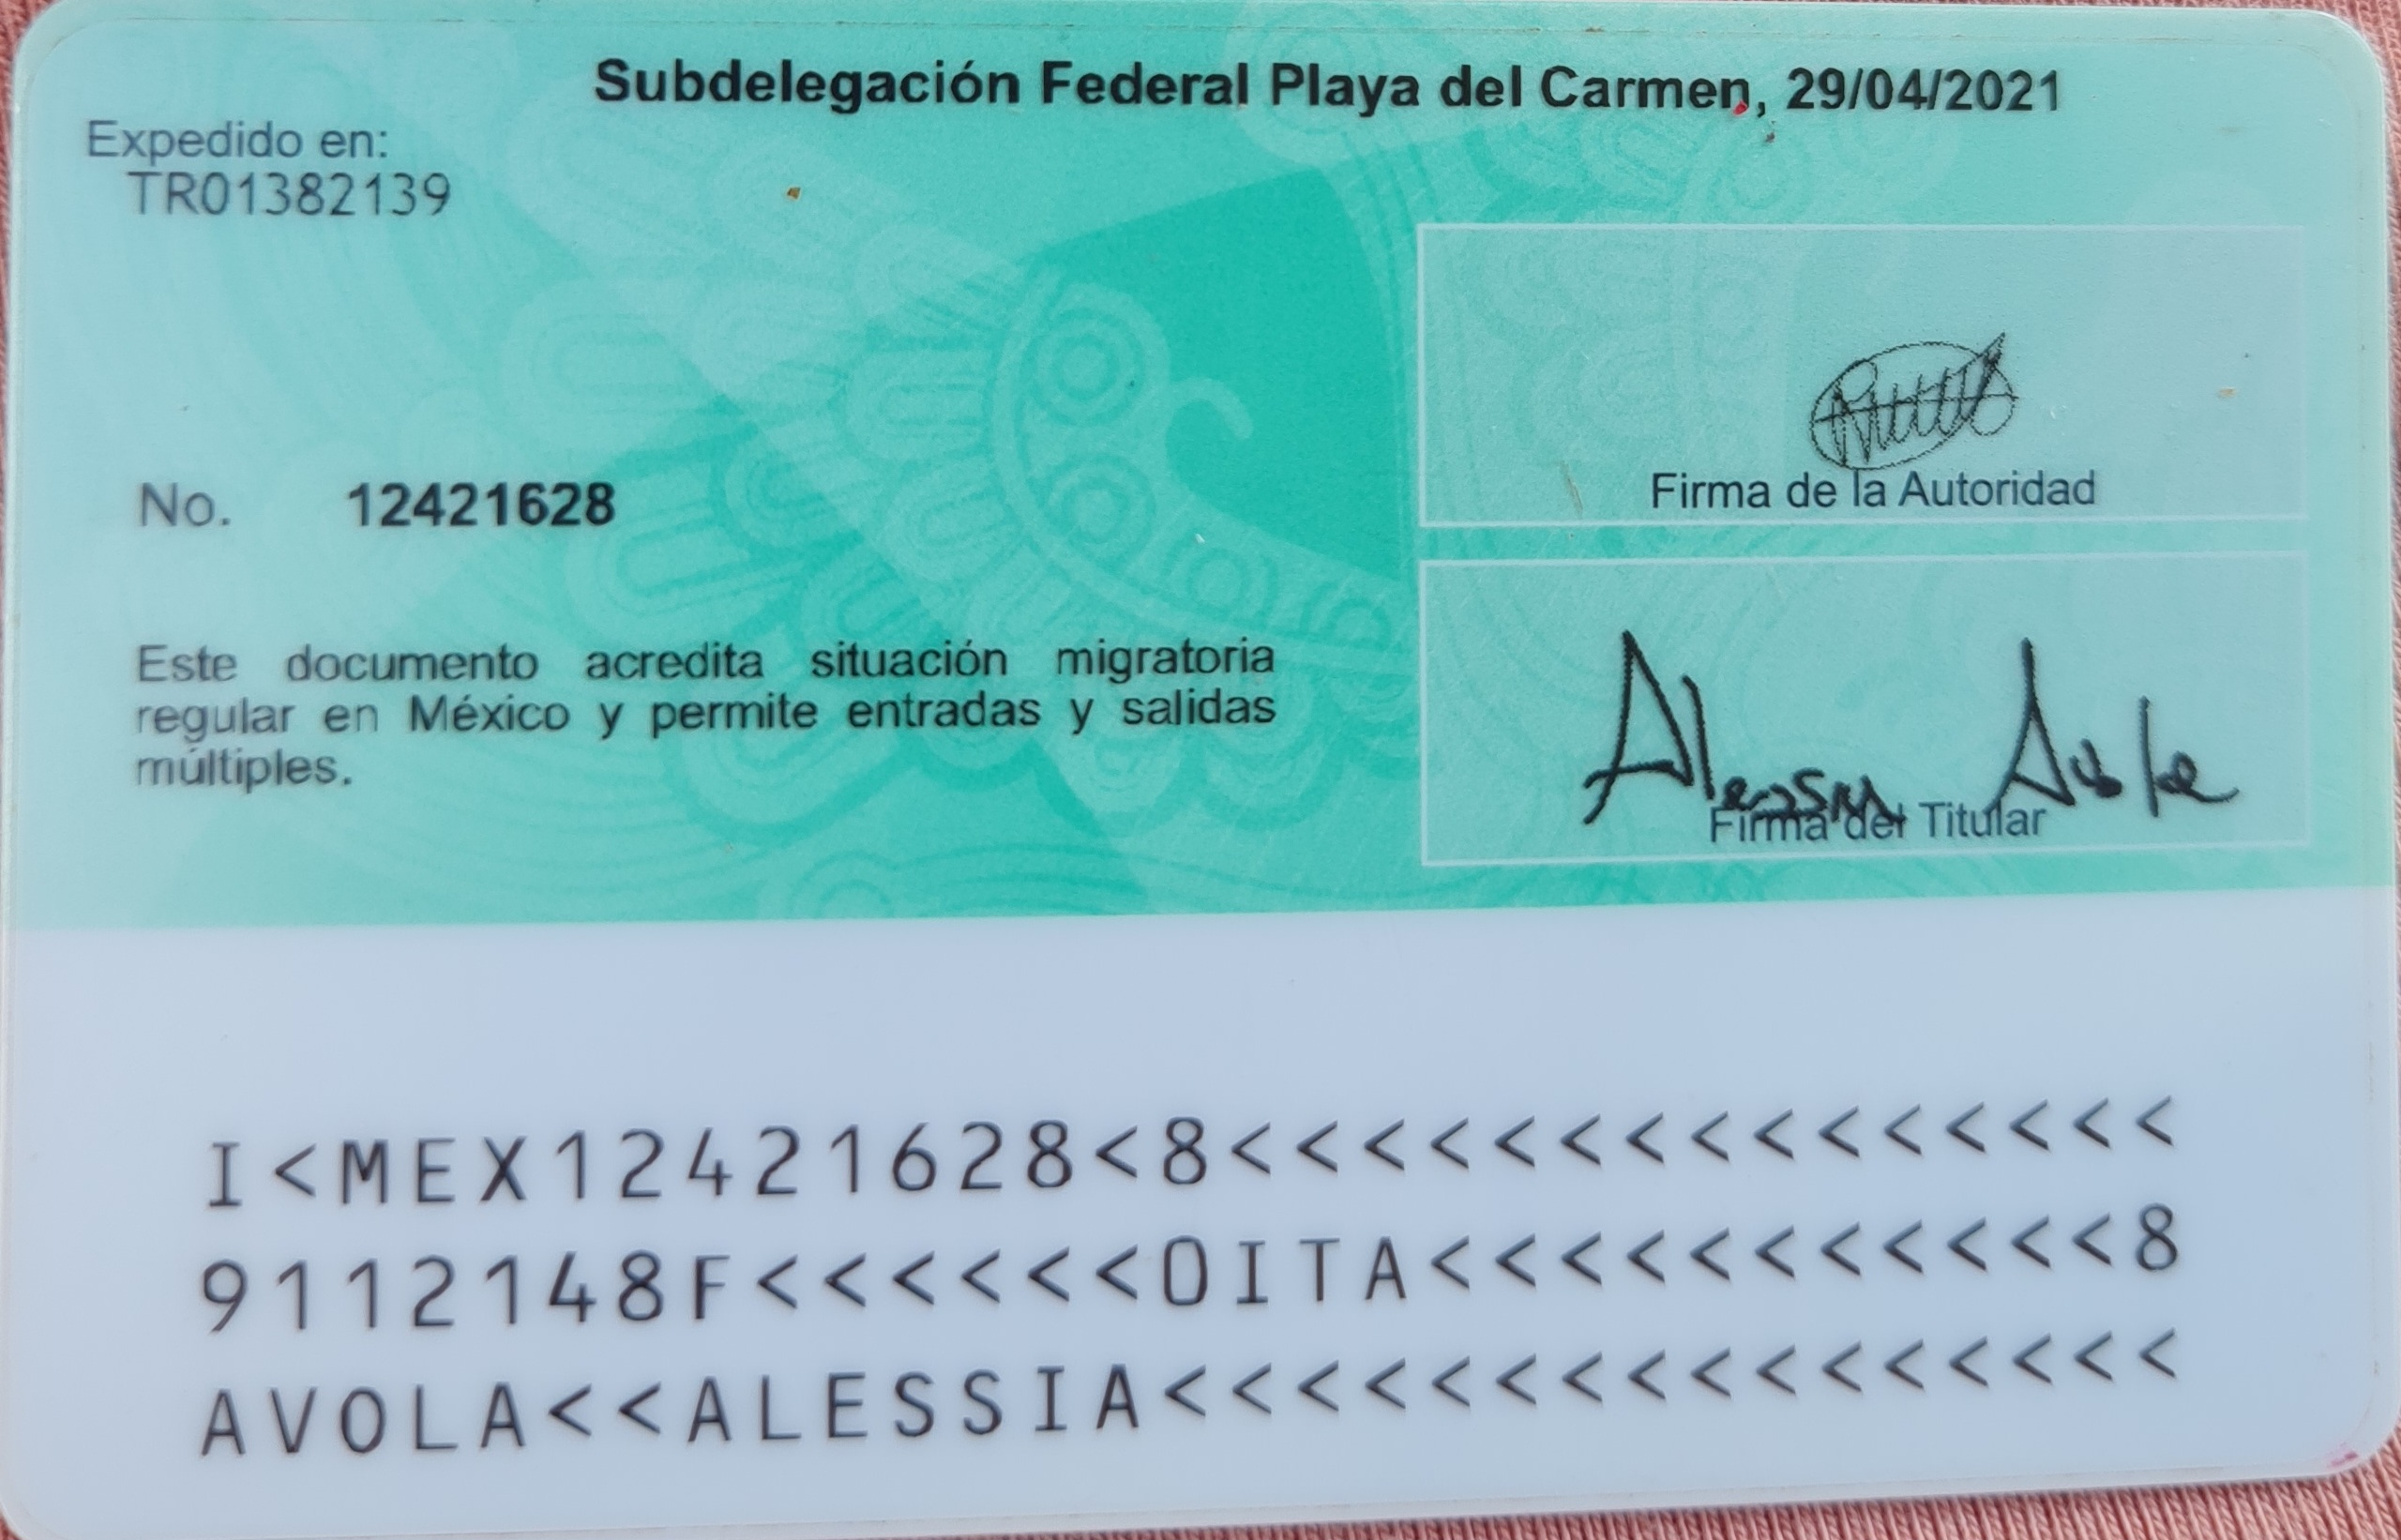 Subdelegación Federal Playa del Carmen, 29/04/2021
Expedido en:
TR01382139
Firma de la Autoridad
No. 12421628
Este documento acredita situación migratoria
regular en México y permite entradas y salidas
múltiples.
Firma del Titular
I<MEX12421628<8<<<<<<<<<<<<<<<
9112148F<<<<<<OITA<<<<<<<<<<<8
AVOLA<<ALESSIA<<<<<<<<<<<<<<<<